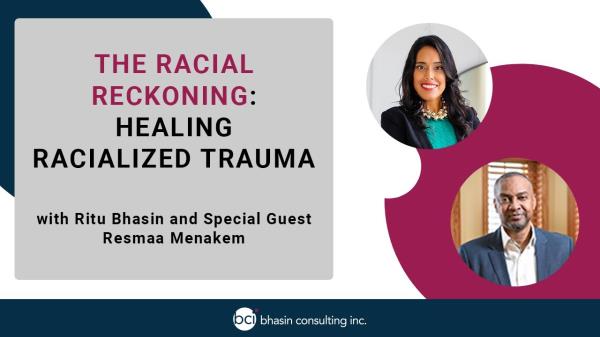 THE RACIAL
RECKONING:
HEALING
RACIALIZED TRAUMA
with Ritu Bhasin and Special Guest
Resmaa Menakem
bci bhasin consulting inc.